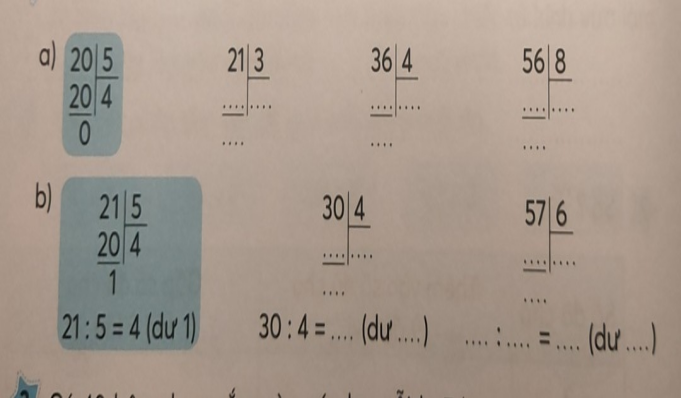 a) 20 5 21 3 36 4 56 8
20 4 .... .... .... .... .... ....
0 .... .... ....
b) 21 5 30 4 57 6
20 4 .... .... .... ....
1 .... ....
21 : 5 = 4 (dư 1) 30 : 4 = .... (dư ....) .... : .... = .... (dư ....)